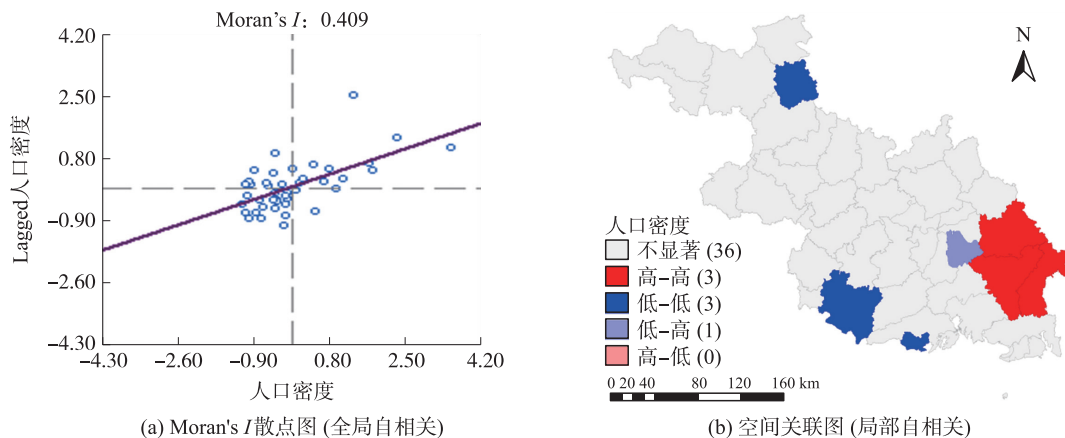 Moran's I: 0.409
4.20
2.50
0.80
-0.90
-2.60
-4.30
Lagged人口密度
-4.30 -2.60 -0.90 0.80 2.50 4.20
人口密度
(a) Moran's I散点图 (全局自相关)
N
人口密度
不显著 (36)
高-高 (3)
低-低 (3)
低-高 (1)
高-低 (0)
0 20 40 80 120 160 km
(b) 空间关联图 (局部自相关)